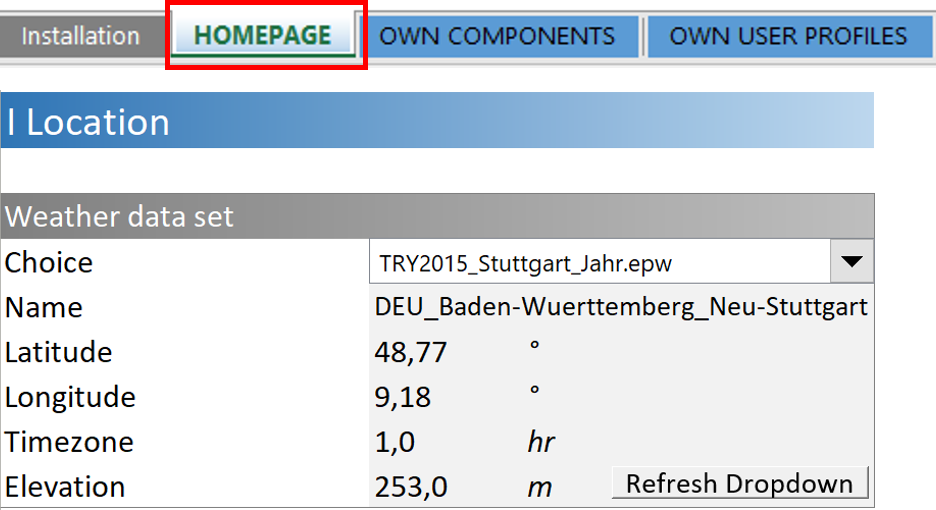 Installation HOMEPAGE OWN COMPONENTS OWN USER PROFILES
I Location
Weather data set
Choice TRY2015_Stuttgart_Jahr.epw
Name DEU_Baden-Wuerttemberg_Neu-Stuttgart
Latitude 48,77 °
Longitude 9,18 °
Timezone 1,0 hr
Elevation 253,0 m Refresh Dropdown